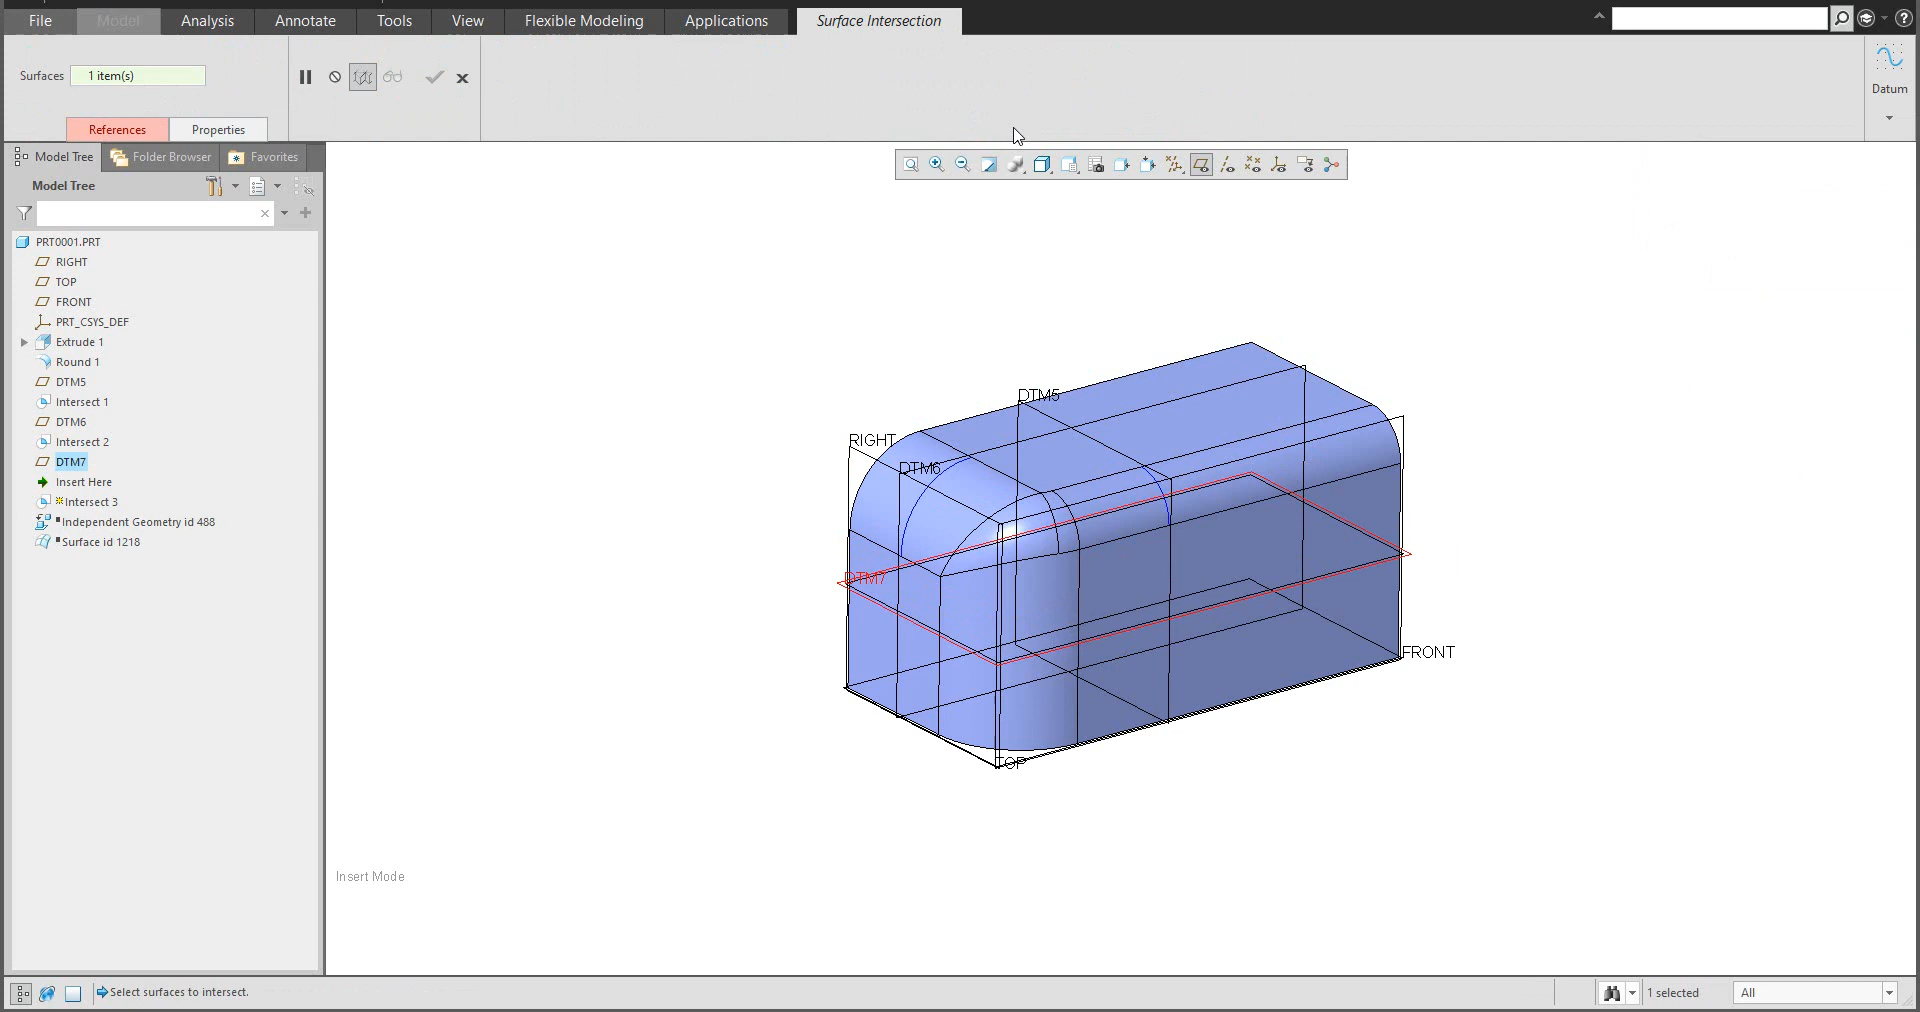 File Model Analysis Annotate Tools View Flexible Modeling Applications Surface Intersection
Surfaces 1 item(s)
Datum
References Properties
Model Tree Folder Browser Favorites
Model Tree
PRT0001.PRT
RIGHT
TOP
FRONT
PRT_CSYS_DEF
Extrude 1
Round 1
DTM5
Intersect 1
DTM6
Intersect 2
DTM7
Insert Here
Intersect 3
Independent Geometry id 488
Surface id 1218
DTM5
RIGHT
DTM6
DTM7
FRONT
TOP
Insert Mode
Select surfaces to intersect.
1 selected All